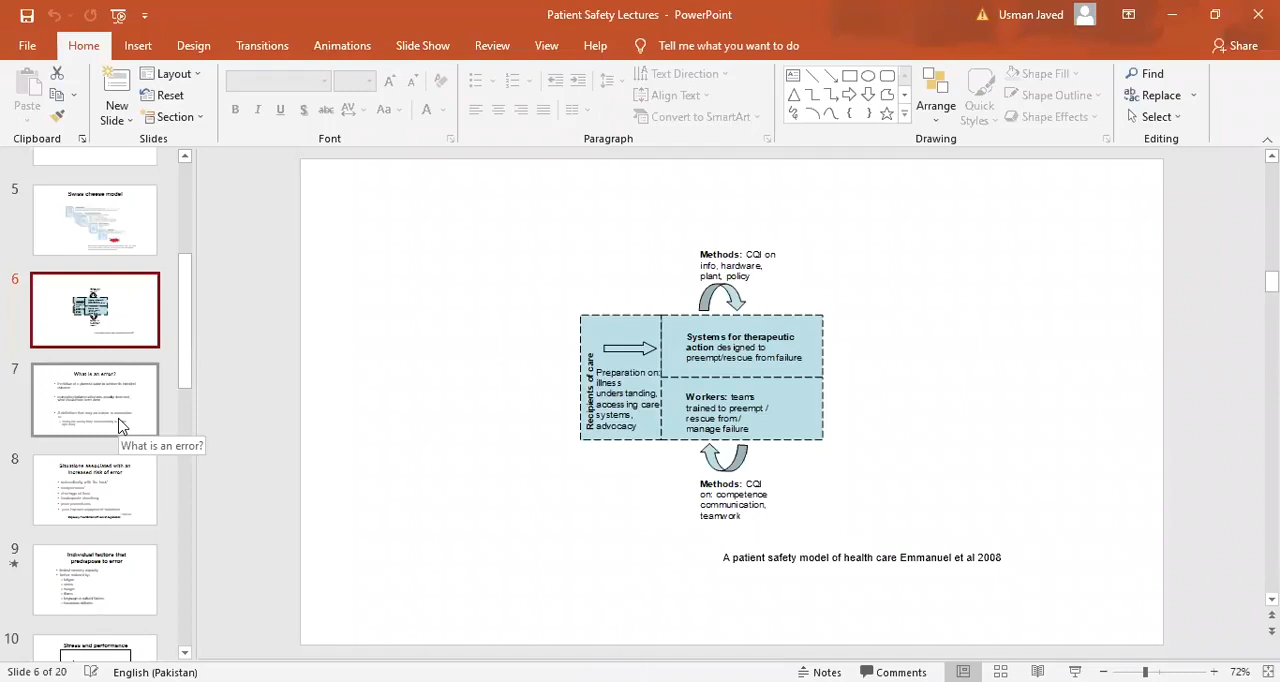 Patient Safety Lectures - PowerPoint
Usman Javed
File Home Insert Design Transitions Animations Slide Show Review View Help Tell me what you want to do Share
Paste
New Slide
Layout
Reset
Section
Text Direction
Align Text
Convert to SmartArt
Arrange
Quick Styles
Shape Fill
Shape Outline
Shape Effects
Find
Replace
Select
Clipboard Slides Font Paragraph Drawing Editing
5
Swiss cheese model
6
7
What is an error?
What is an error?
8
Situations associated with an
increased risk of error
9
Individual factors that
predispose to error
10
Stress and performance
Methods: CQI on
info, hardware,
plant, policy
Recipients of care
Preparation on:
illness
understanding,
accessing care
systems,
advocacy
Systems for therapeutic
action designed to
preempt/rescue from failure
Workers: teams
trained to preempt /
rescue from/
manage failure
Methods: CQI
on: competence
communication,
teamwork
A patient safety model of health care Emmanuel et al 2008
Slide 6 of 20 English (Pakistan) Notes Comments 72%